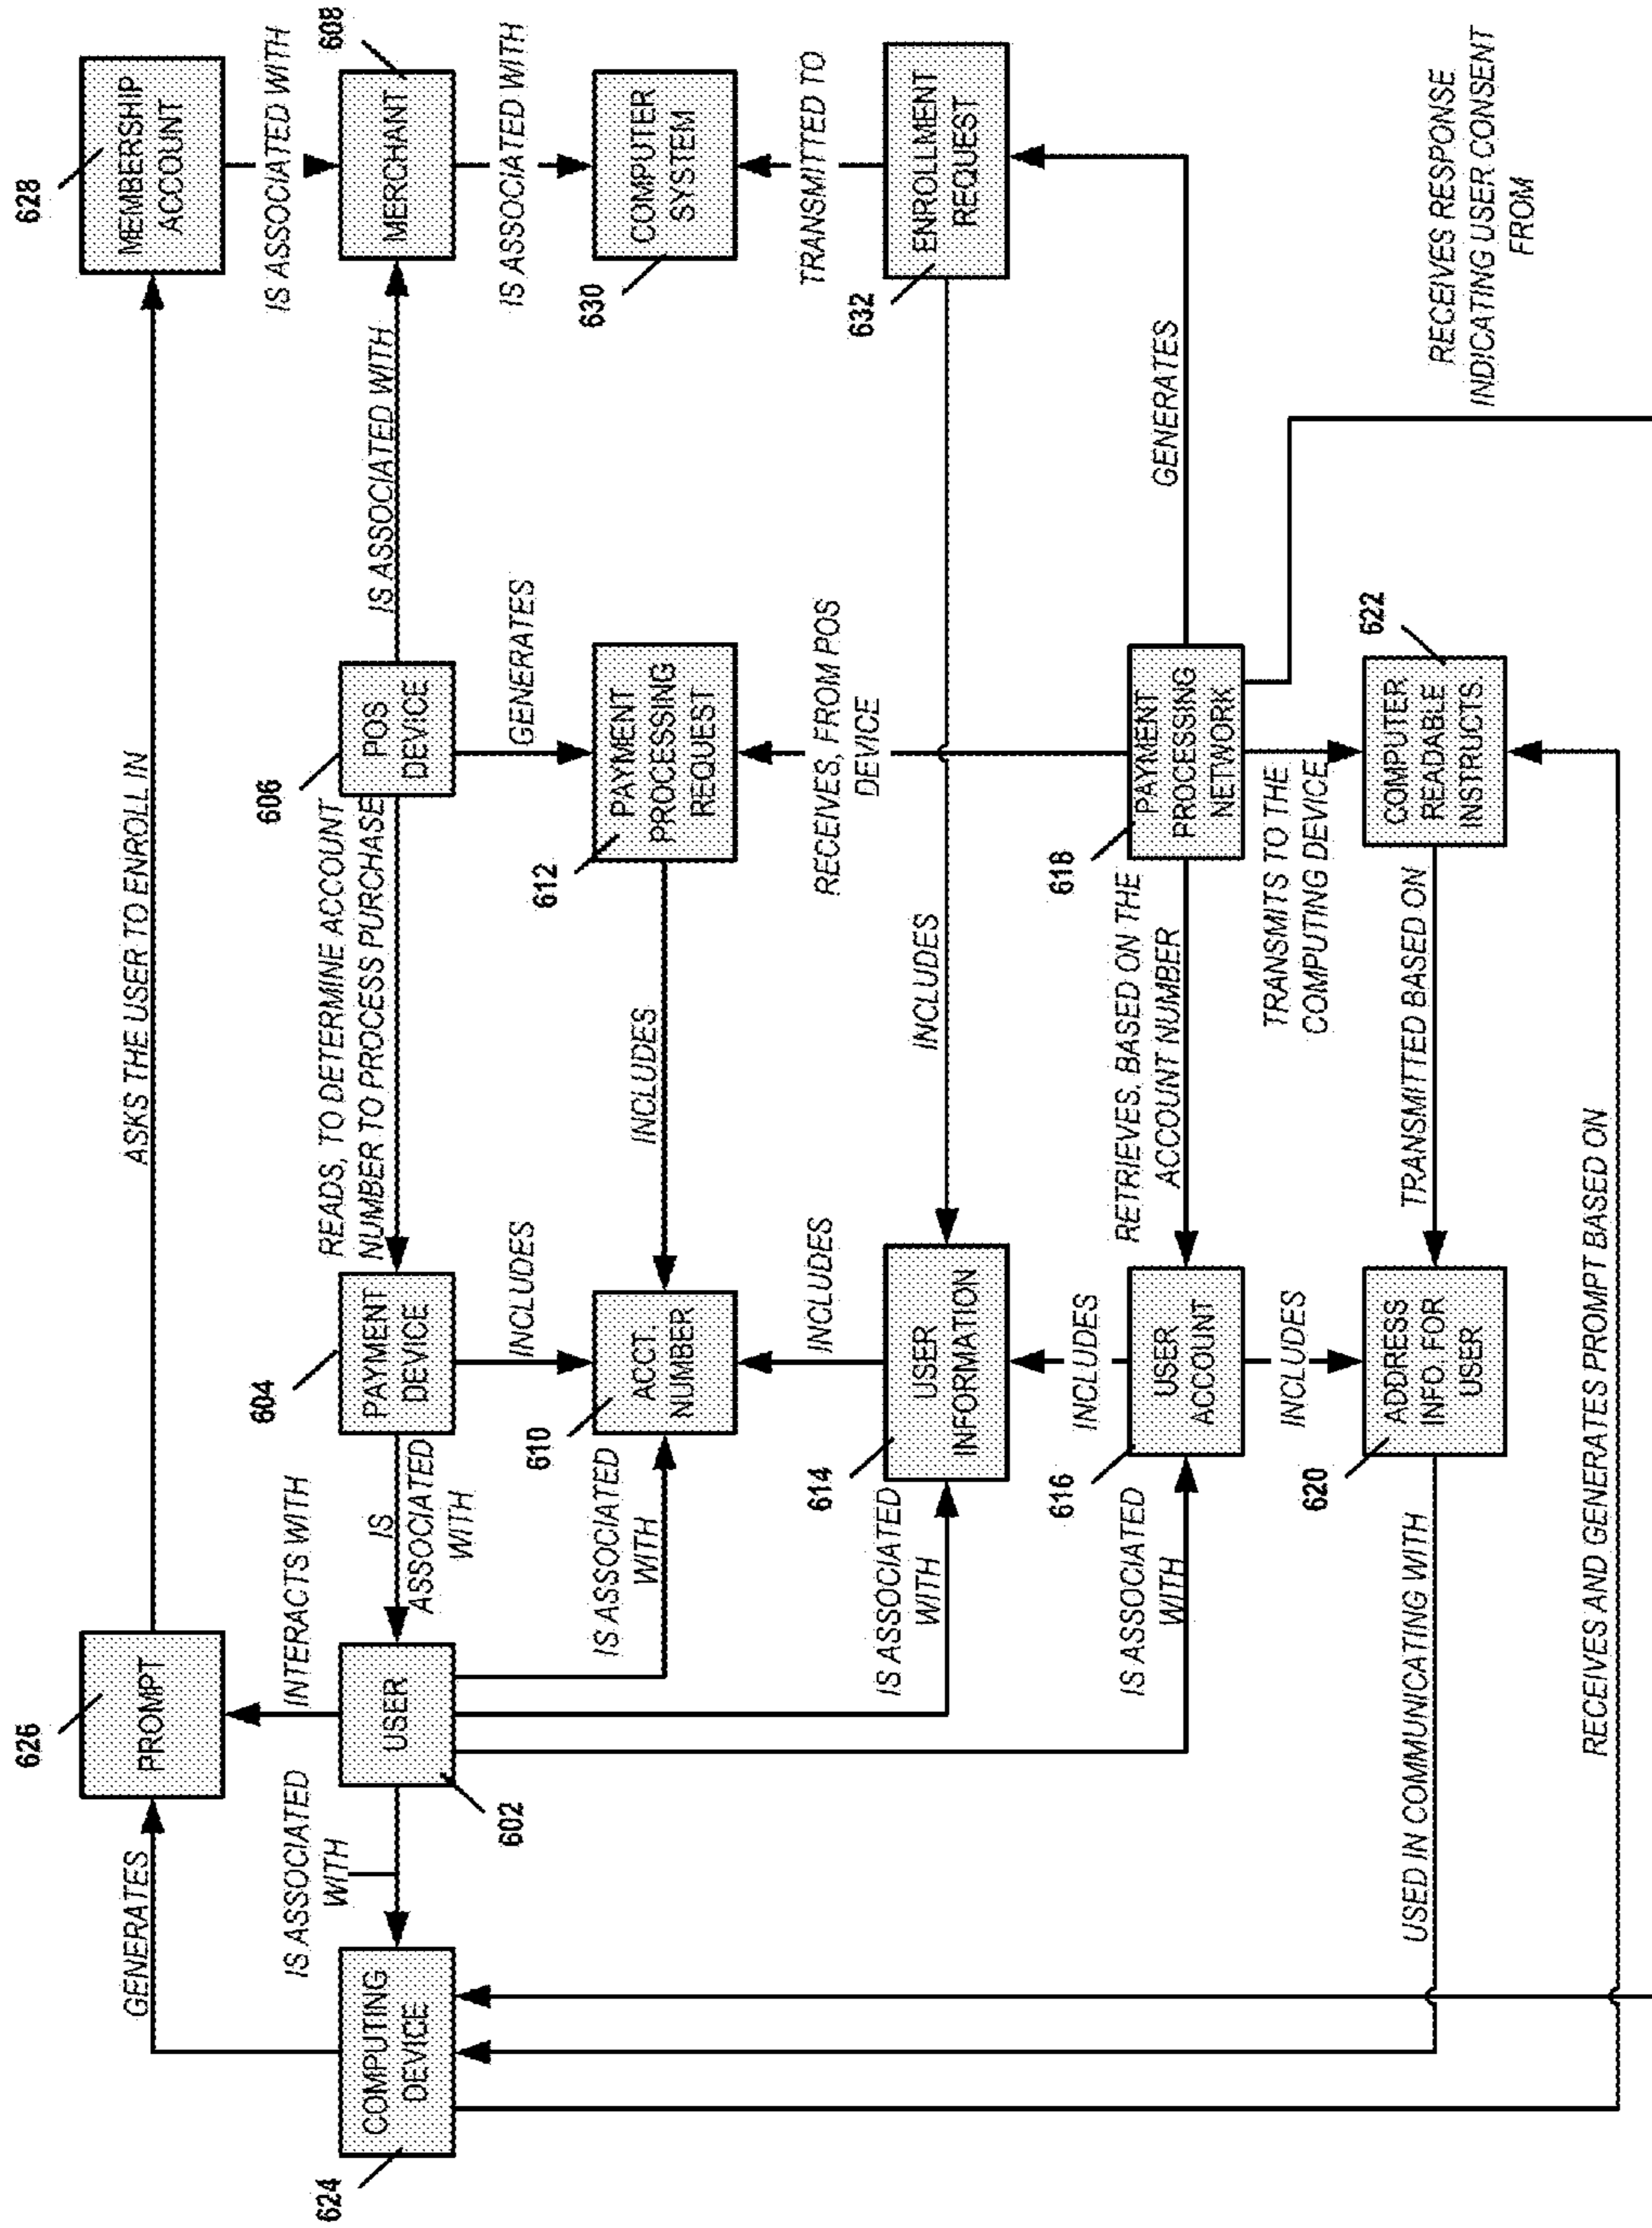 626
PROMPT
ASKS THE USER TO ENROLL IN
628
MEMBERSHIP
ACCOUNT
GENERATES
INTERACTS WITH
IS ASSOCIATED WITH
IS ASSOCIATED
WITH
624
COMPUTING
DEVICE
602
USER
IS
ASSOCIATED
WITH
604
PAYMENT
DEVICE
READS, TO DETERMINE ACCOUNT
NUMBER TO PROCESS PURCHASE
606
POS
DEVICE
IS ASSOCIATED WITH
608
MERCHANT
INCLUDES
GENERATES
IS ASSOCIATED WITH
IS ASSOCIATED
WITH
610
ACCT.
NUMBER
INCLUDES
612
PAYMENT
PROCESSING
REQUEST
630
COMPUTER
SYSTEM
INCLUDES
RECEIVES, FROM POS
DEVICE
TRANSMITTED TO
IS ASSOCIATED
WITH
614
USER
INFORMATION
INCLUDES
632
ENROLLMENT
REQUEST
INCLUDES
IS ASSOCIATED
WITH
616
USER
ACCOUNT
RETRIEVES, BASED ON THE
ACCOUNT NUMBER
618
PAYMENT
PROCESSING
NETWORK
GENERATES
INCLUDES
TRANSMITS TO THE
COMPUTING DEVICE
USED IN COMMUNICATING WITH
620
ADDRESS
INFO. FOR
USER
TRANSMITTED BASED ON
622
COMPUTER
READABLE
INSTRUCTS.
RECEIVES RESPONSE
INDICATING USER CONSENT
FROM
RECEIVES AND GENERATES PROMPT BASED ON